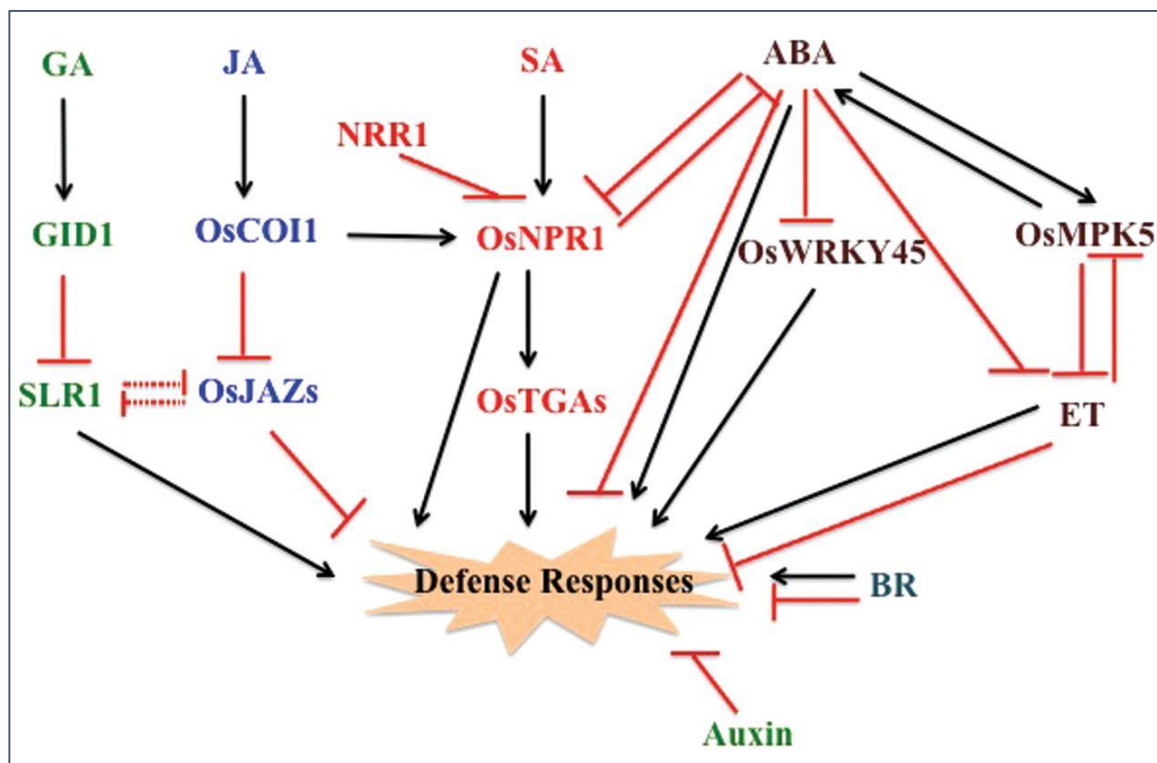 GA
JA
SA
ABA
NRR1
GID1
OsCOI1
OsNPR1
OsWRKY45
OsMPK5
SLR1
OsJAZs
OsTGAs
ET
Defense Responses
BR
Auxin